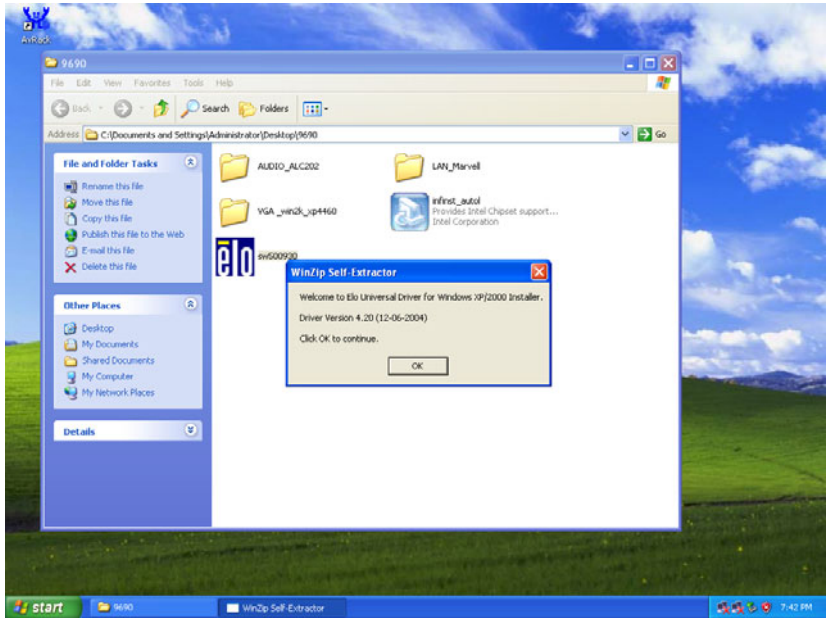 AvRack
9690
File Edit View Favorites Tools Help
Back Search Folders
Address C:\Documents and Settings\Administrator\Desktop\9690 Go
File and Folder Tasks
Rename this file
Move this file
Copy this file
Publish this file to the Web
E-mail this file
Delete this file
Other Places
Desktop
My Documents
Shared Documents
My Computer
My Network Places
Details
AUDIO_ALC202
LAN_Marvell
VGA_win2k_xp4460
infinst_autol
Provides Intel Chipset support...
Intel Corporation
ēlo
sw500920
WinZip Self-Extractor
Welcome to Elo Universal Driver for Windows XP/2000 Installer.
Driver Version 4.20 (12-06-2004)
Click OK to continue.
OK
start
9690
WinZip Self-Extractor
7:42 PM